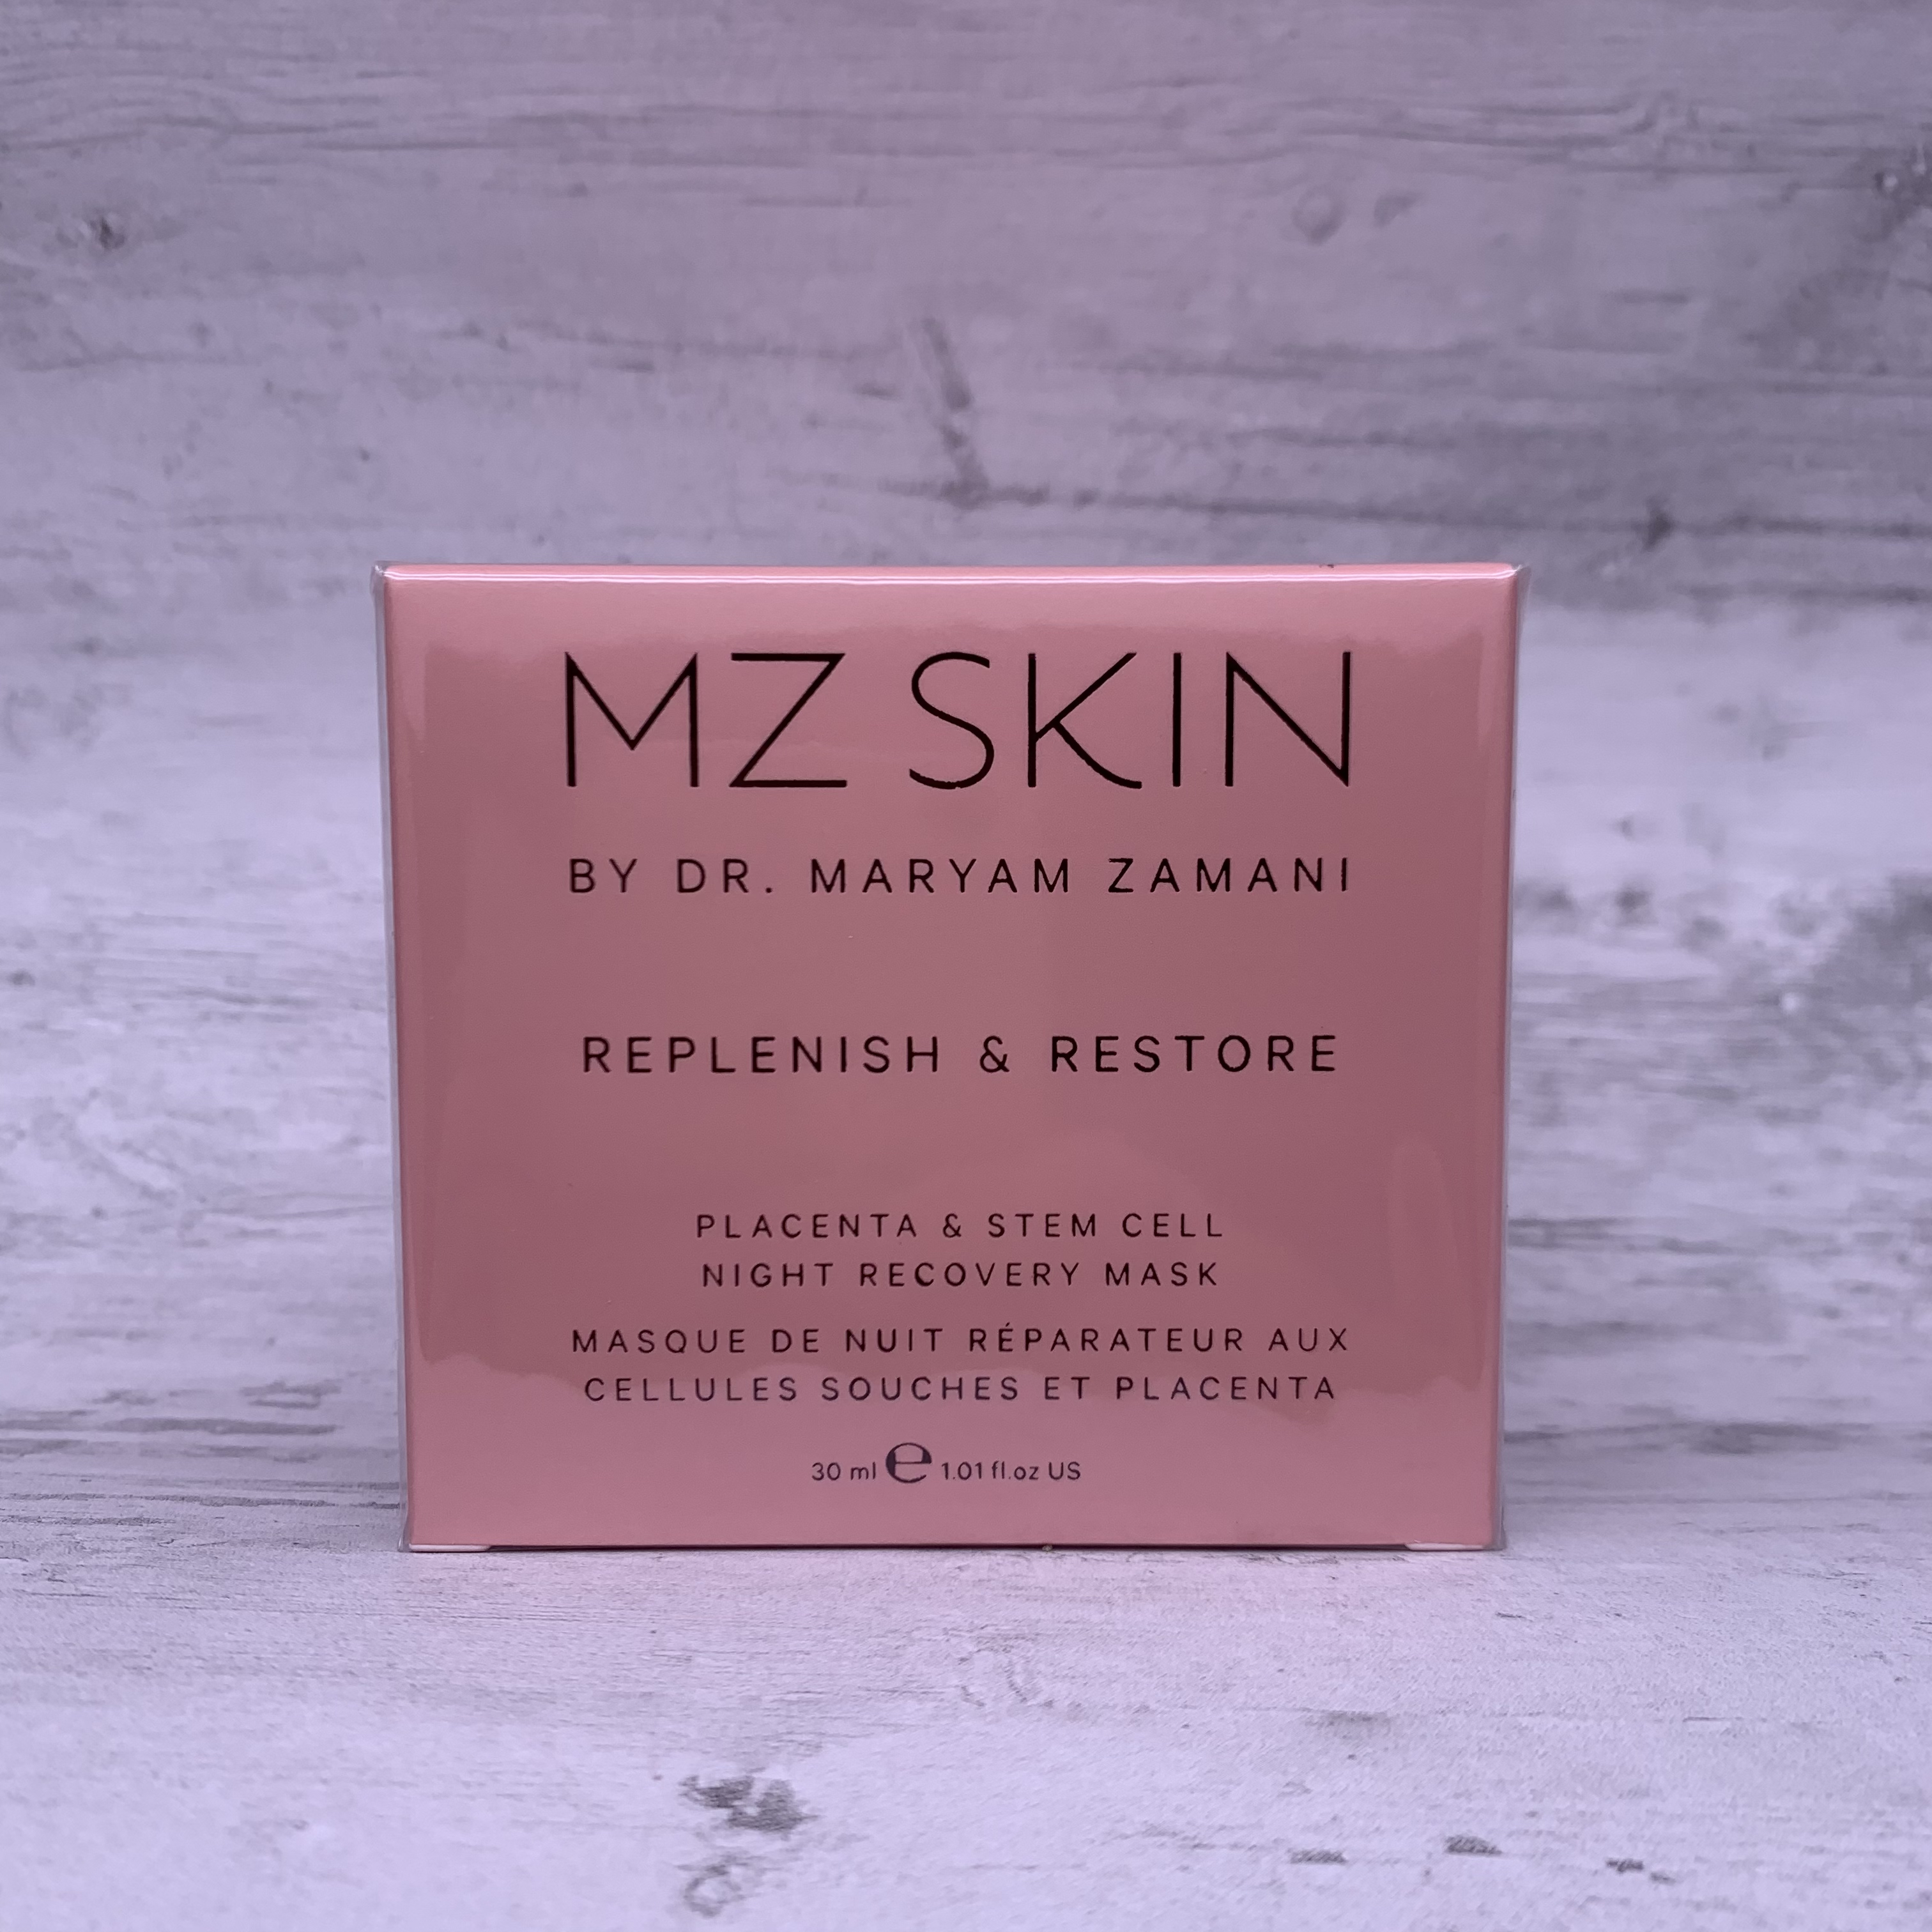 MZ SKIN
BY DR. MARYAM ZAMANI
REPLENISH & RESTORE
PLACENTA & STEM CELL
NIGHT RECOVERY MASK
MASQUE DE NUIT RÉPARATEUR AUX
CELLULES SOUCHES ET PLACENTA
30 ml ℮ 1.01 fl.oz US